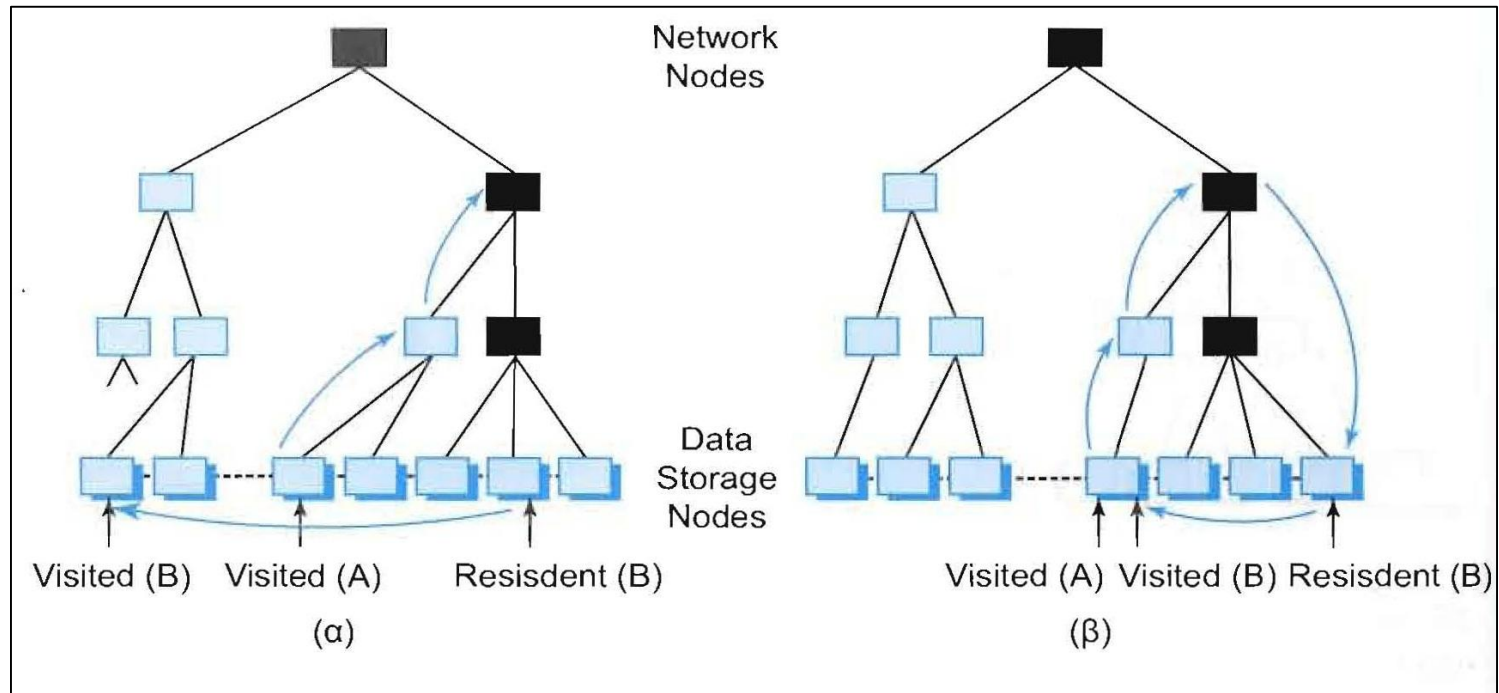 Network
Nodes
Data
Storage
Nodes
Visited (B)
Visited (A)
Resisdent (B)
Visited (A)
Visited (B)
Resisdent (B)
(α)
(β)